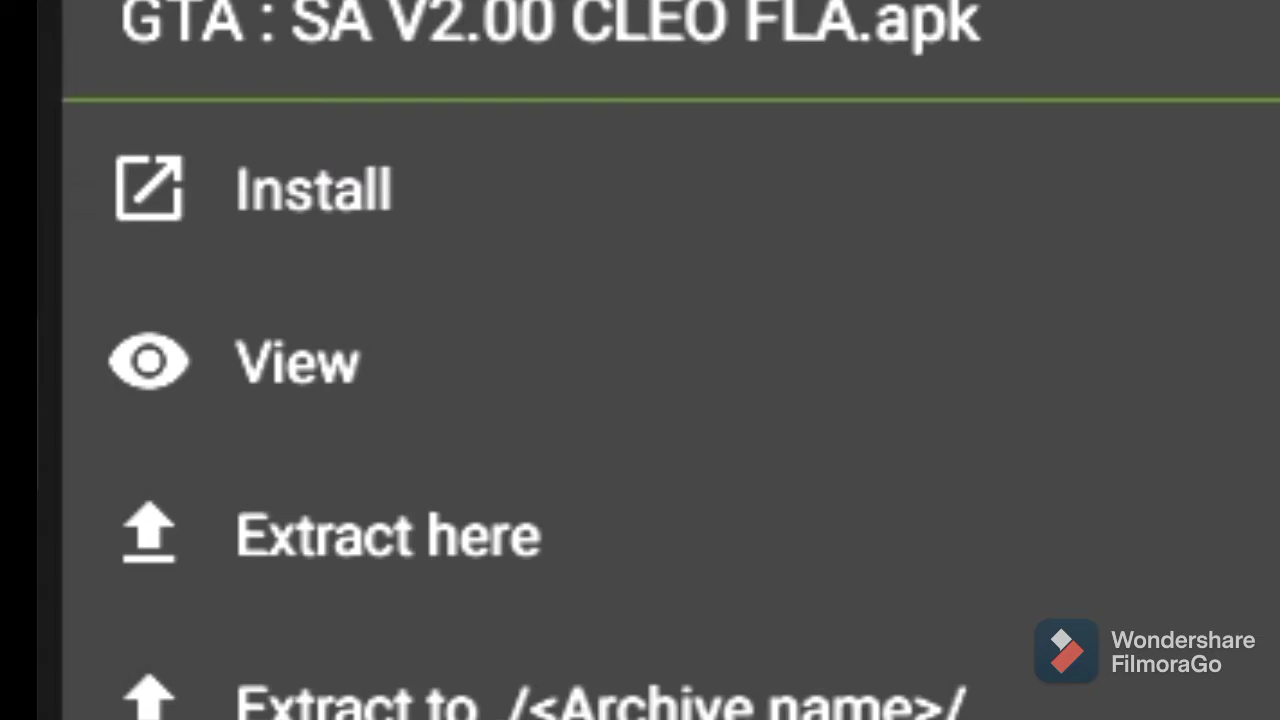 GTA : SA V2.00 CLEO FLA.apk
Install
View
Extract here
Extract to  /<Archive name>/
Wondershare
FilmoraGo